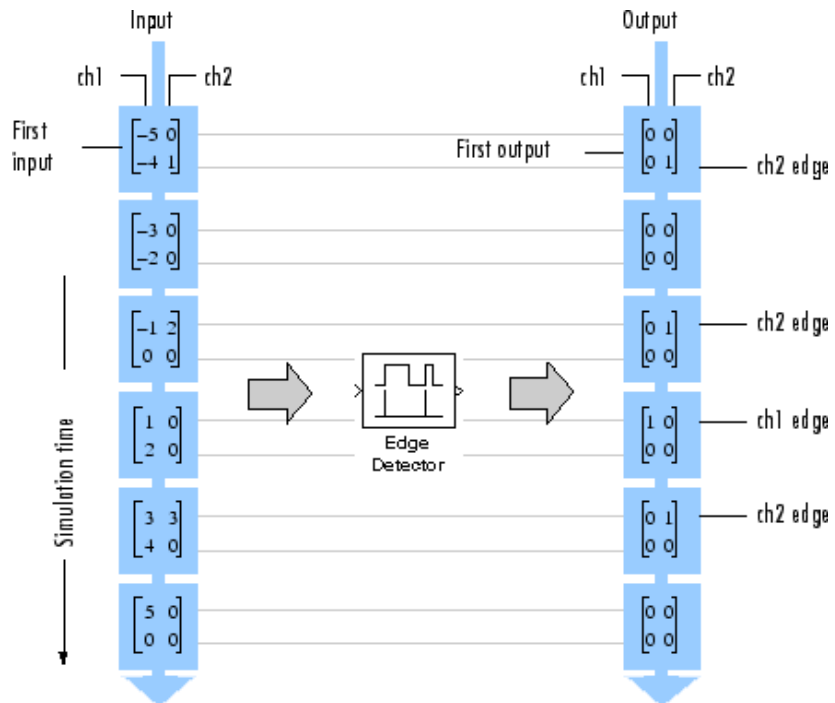 Input
Output
ch1
ch2
ch1
ch2
First
input
-5 0
-4 1
First output
0 0
0 1
ch2 edge
-3 0
-2 0
0 0
0 0
-1 2
0 0
0 1
0 0
ch2 edge
Edge
Detector
1 0
2 0
1 0
0 0
ch1 edge
Simulation time
3 3
4 0
0 1
0 0
ch2 edge
5 0
0 0
0 0
0 0